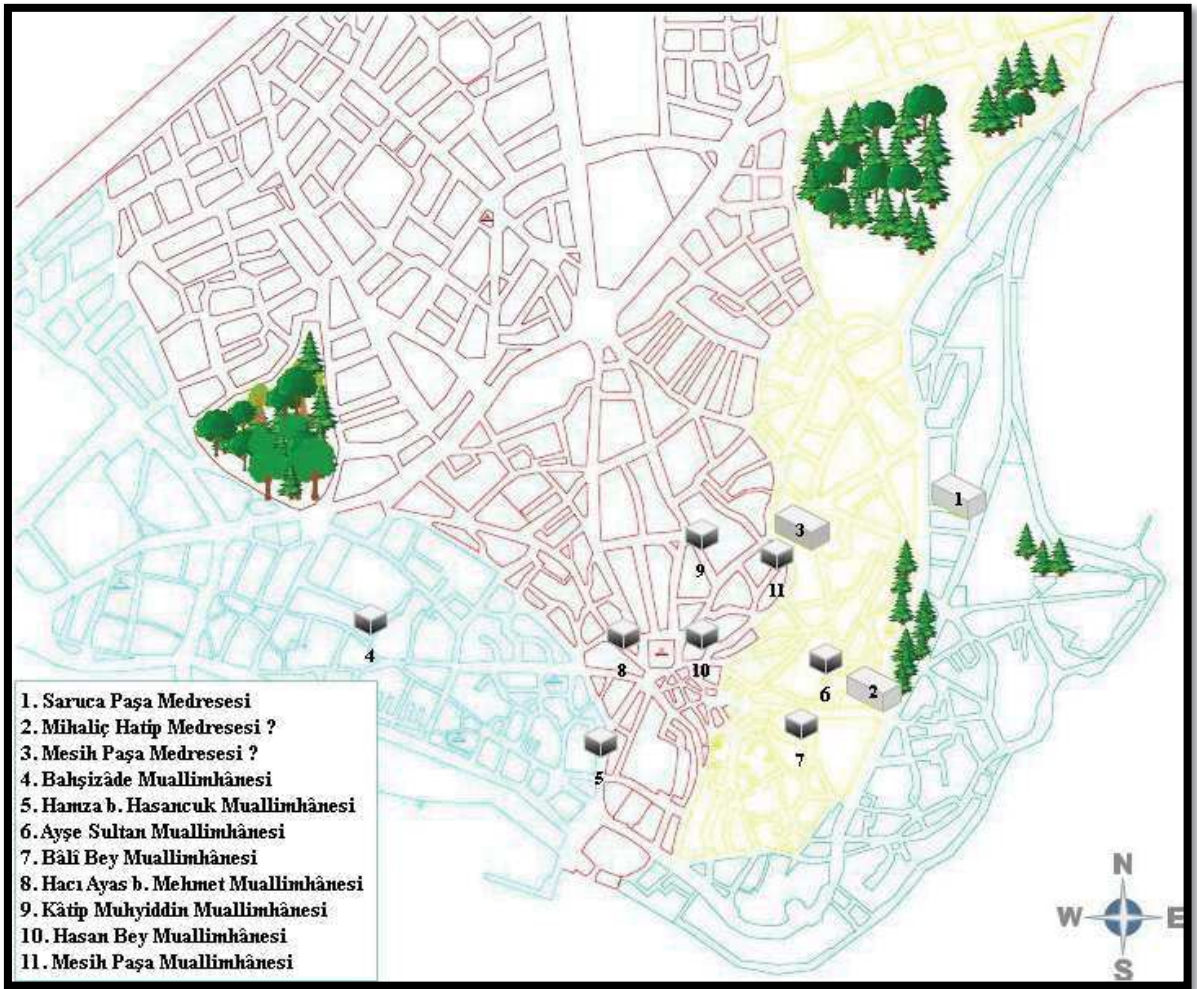 1
3
9
11
4
8
10
6
2
7
5
1. Saruca Paşa Medresesi
2. Mihaliç Hatip Medresesi ?
3. Mesih Paşa Medresesi ?
4. Bahşizâde Muallimhânesi
5. Hamza b. Hasancuk Muallimhânesi
6. Ayşe Sultan Muallimhânesi
7. Bâlî Bey Muallimhânesi
8. Hacı Ayas b. Mehmet Muallimhânesi
9. Kâtip Muhyiddin Muallimhânesi
10. Hasan Bey Muallimhânesi
11. Mesih Paşa Muallimhânesi
N
W E
S